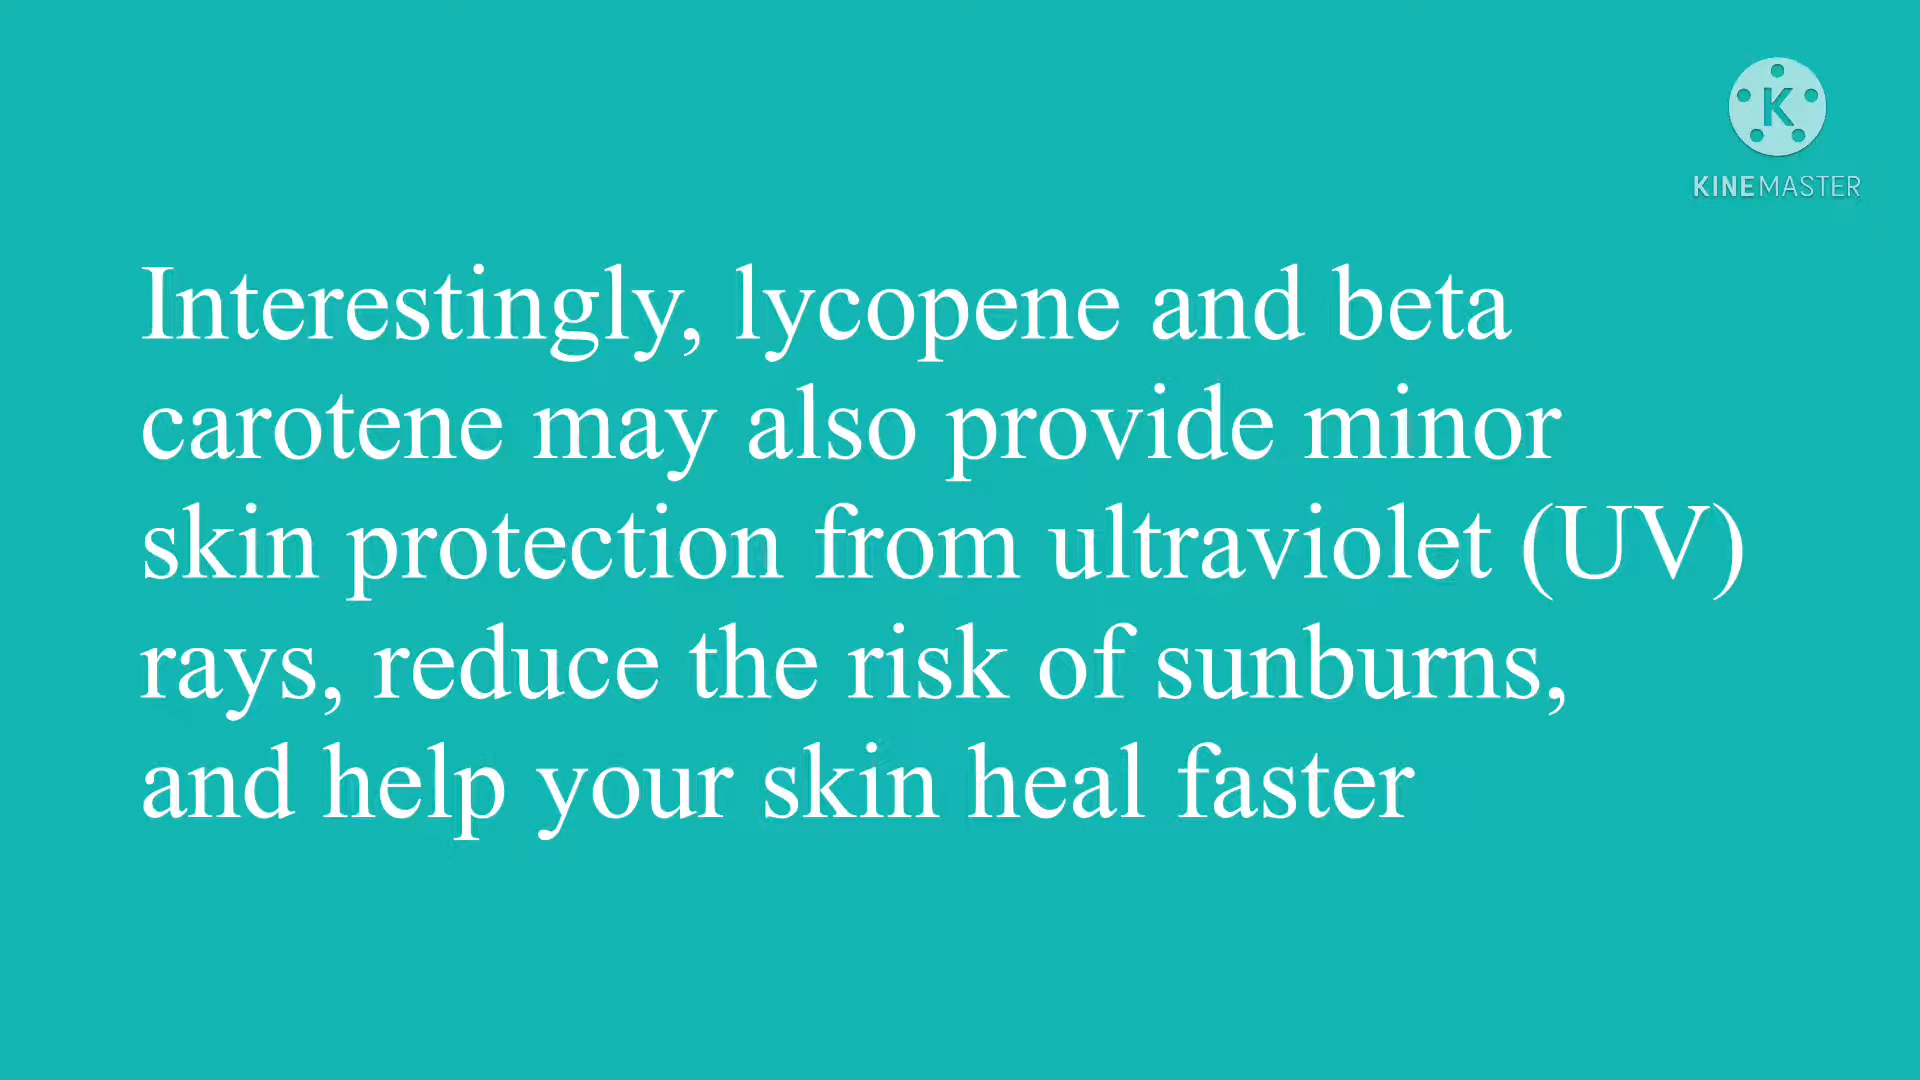 K
KINEMASTER
Interestingly, lycopene and beta
carotene may also provide minor
skin protection from ultraviolet (UV)
rays, reduce the risk of sunburns,
and help your skin heal faster